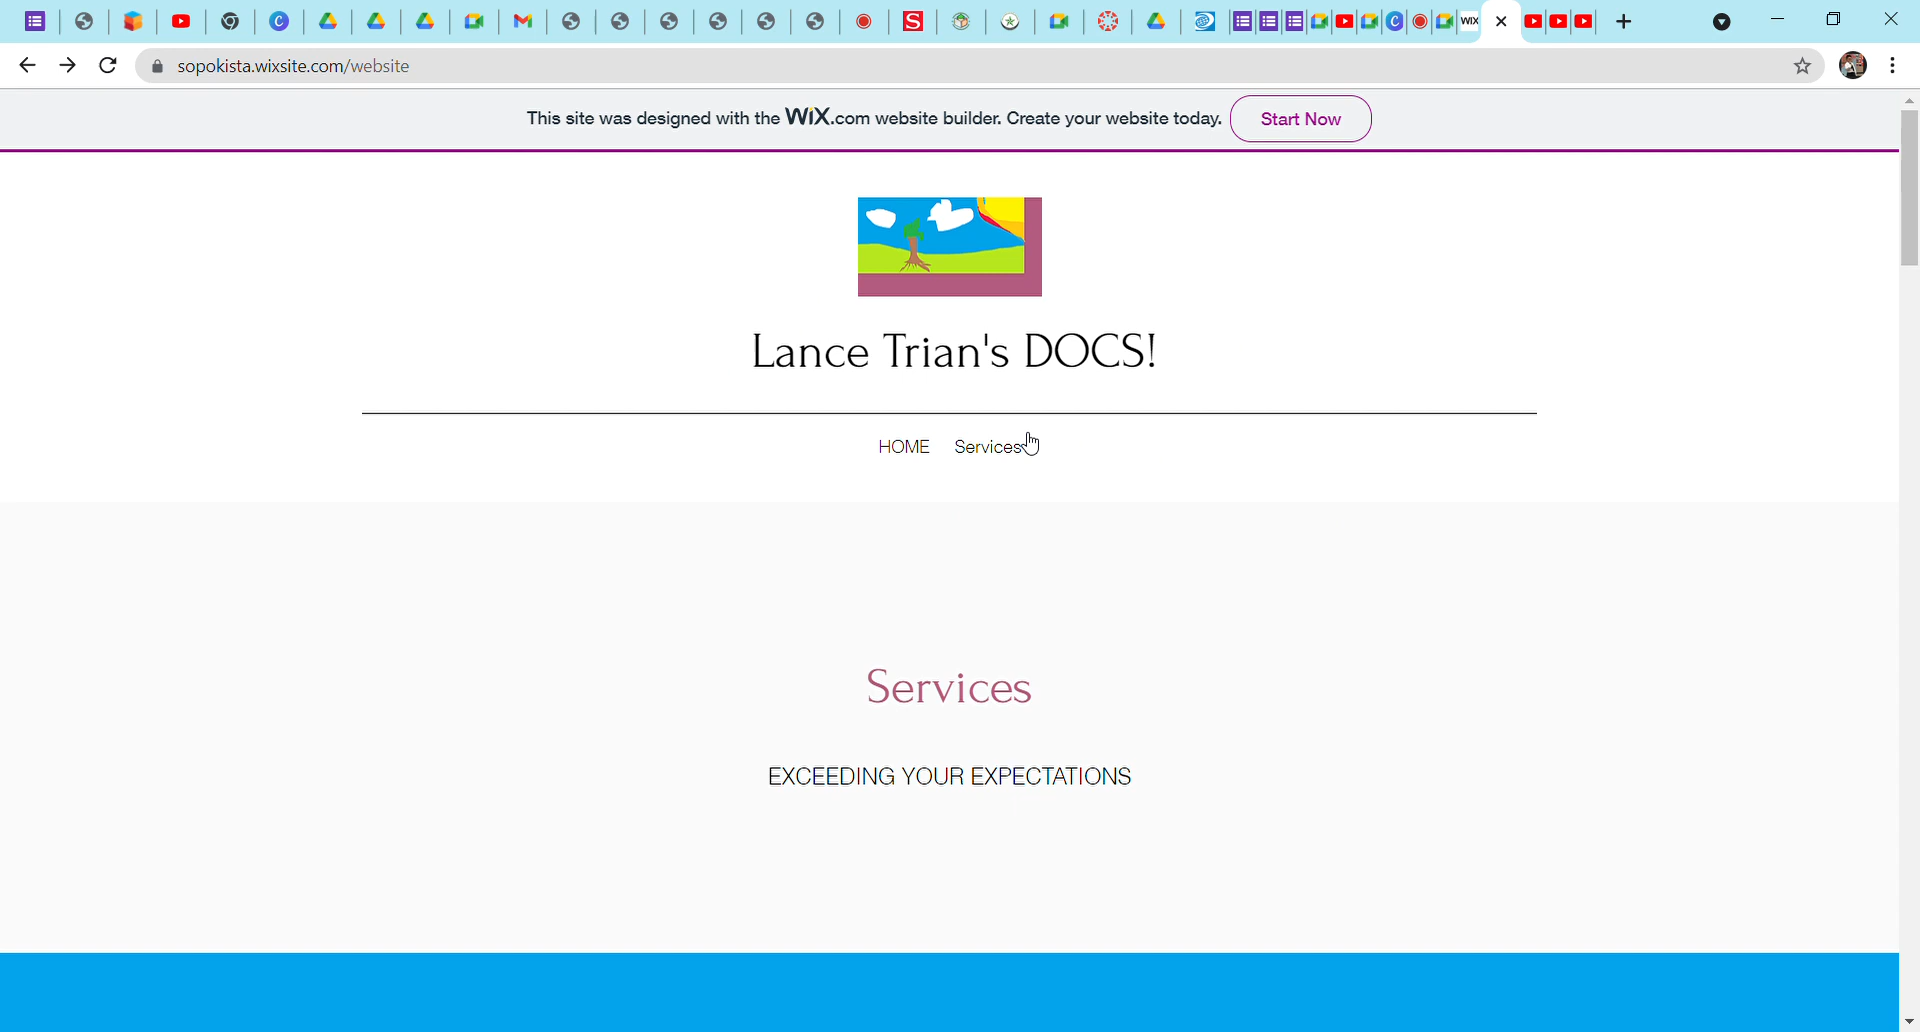 WIX
sopokista.wixsite.com/website
This site was designed with the WiX.com website builder. Create your website today.
Start Now
Lance Trian's DOCS!
HOME Services
Services
EXCEEDING YOUR EXPECTATIONS